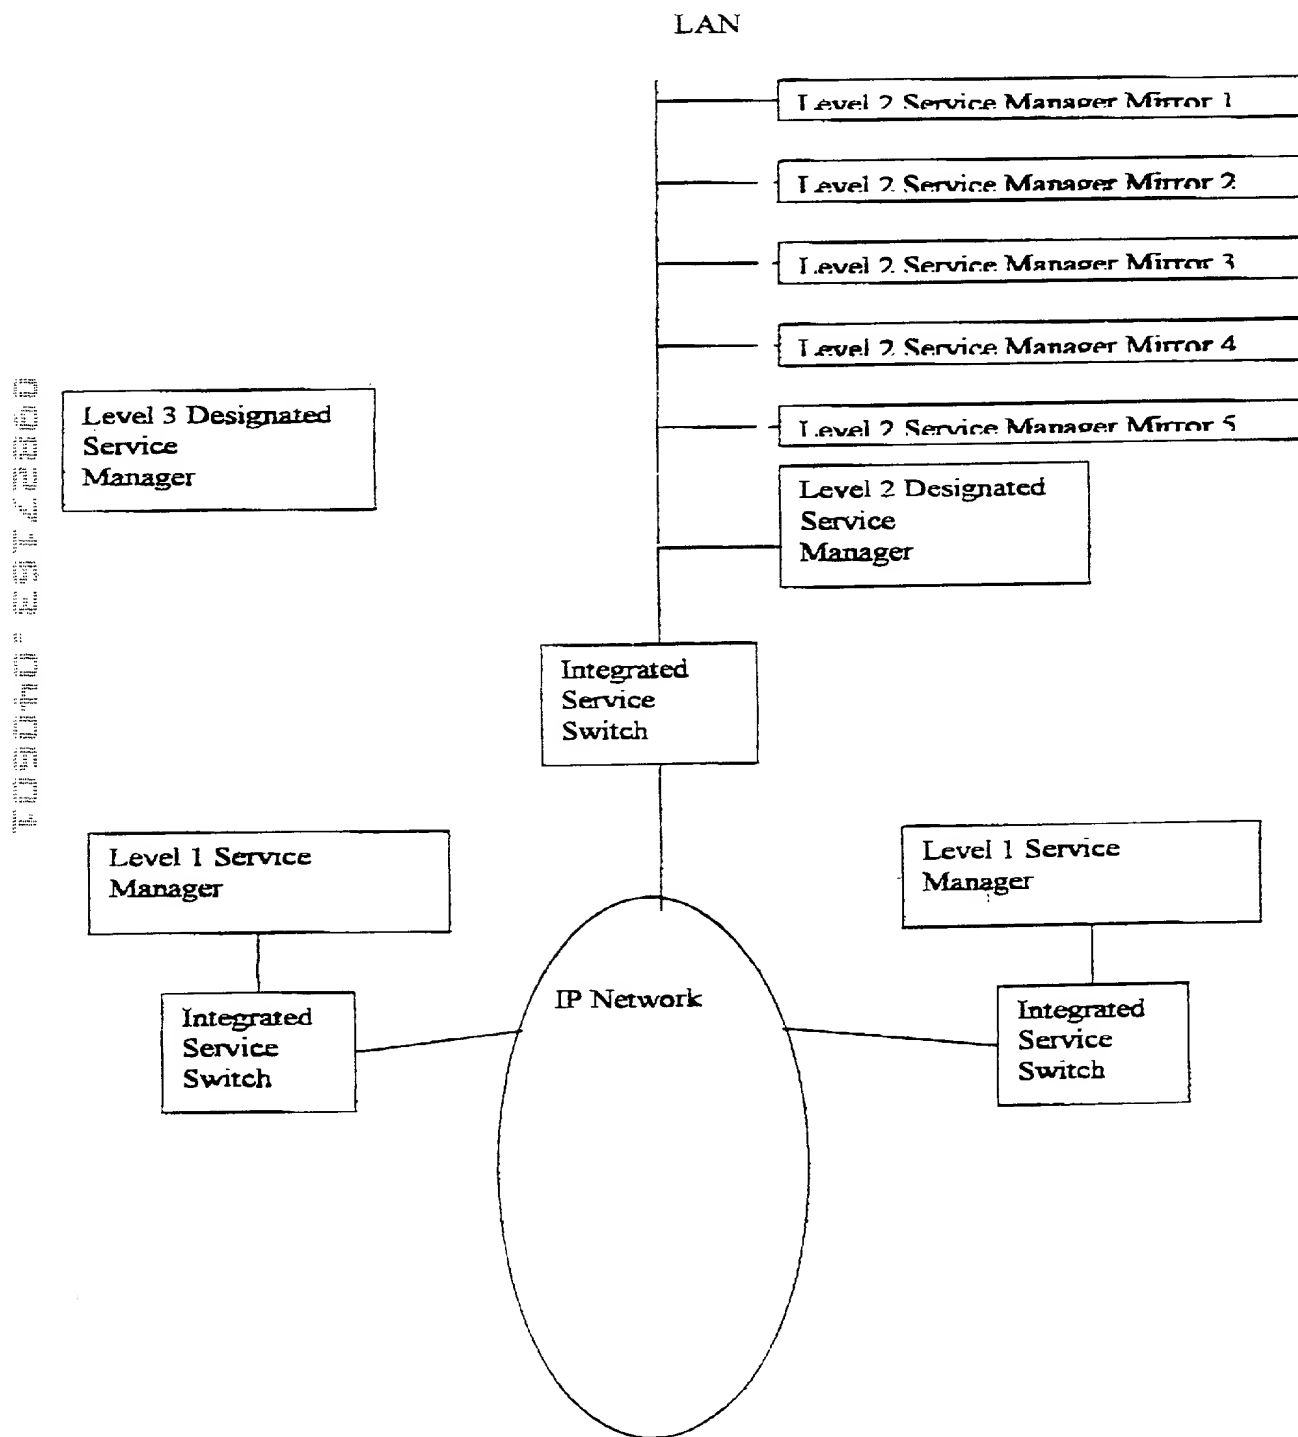 LAN
Level 2 Service Manager Mirror 1
Level 2 Service Manager Mirror 2
Level 2 Service Manager Mirror 3
Level 2 Service Manager Mirror 4
Level 2 Service Manager Mirror 5
Level 3 Designated
Service
Manager
Level 2 Designated
Service
Manager
Integrated
Service
Switch
Level 1 Service
Manager
Level 1 Service
Manager
IP Network
Integrated
Service
Switch
Integrated
Service
Switch